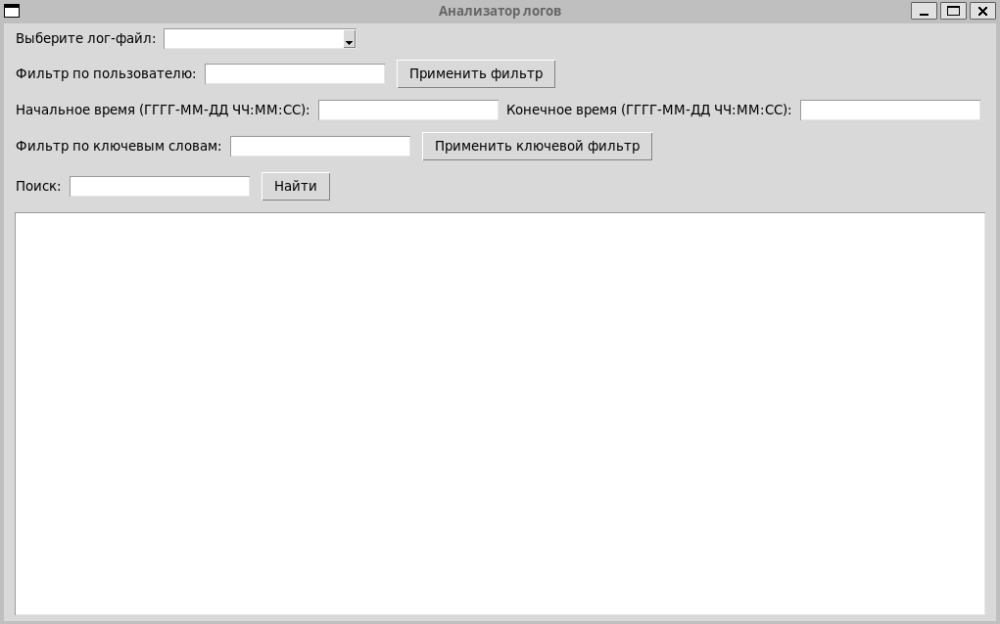 Анализатор логов
Выберите лог-файл:
Фильтр по пользователю: Применить фильтр
Начальное время (ГГГГ-ММ-ДД ЧЧ:ММ:СС): Конечное время (ГГГГ-ММ-ДД ЧЧ:ММ:СС):
Фильтр по ключевым словам: Применить ключевой фильтр
Поиск: Найти